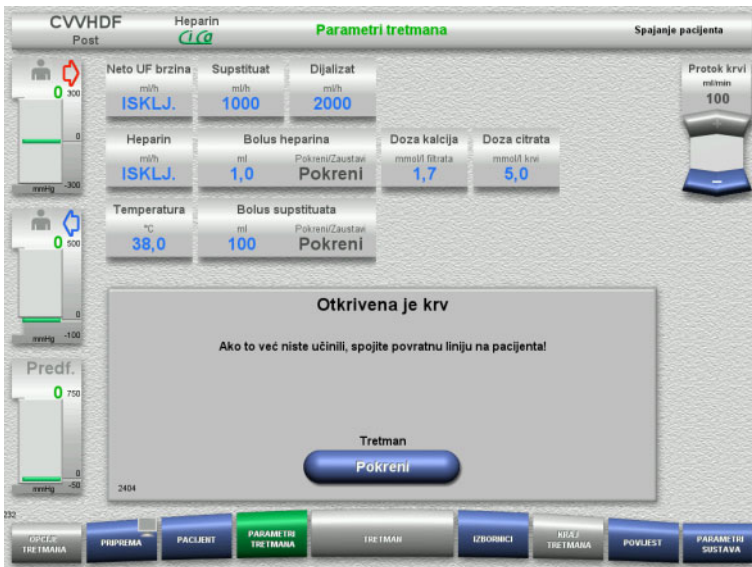 CVVHDF
Post
Heparin
Ci Ca
Parametri tretmana
Spajanje pacijenta
0 300
0
mmHg -300
Neto UF brzina
ml/h
ISKLJ.
Supstituat
ml/h
1000
Dijalizat
ml/h
2000
Protok krvi
ml/min
100
Heparin
ml/h
ISKLJ.
Bolus heparina
ml Pokreni/Zaustavi
1,0 Pokreni
Doza kalcija
mmol/l filtrata
1,7
Doza citrata
mmol/l krvi
5,0
0 500
0
mmHg -100
Temperatura
°C
38,0
Bolus supstituata
ml Pokreni/Zaustavi
100 Pokreni
Predf.
0 750
0
mmHg -50
Otkrivena je krv
Ako to već niste učinili, spojite povratnu liniju na pacijenta!
Tretman
Pokreni
2404
232
OPCIJE
TRETMANA
PRIPREMA
PACIJENT
PARAMETRI
TRETMANA
TRETMAN
IZBORNICI
KRAJ
TRETMANA
POVIJEST
PARAMETRI
SUSTAVA